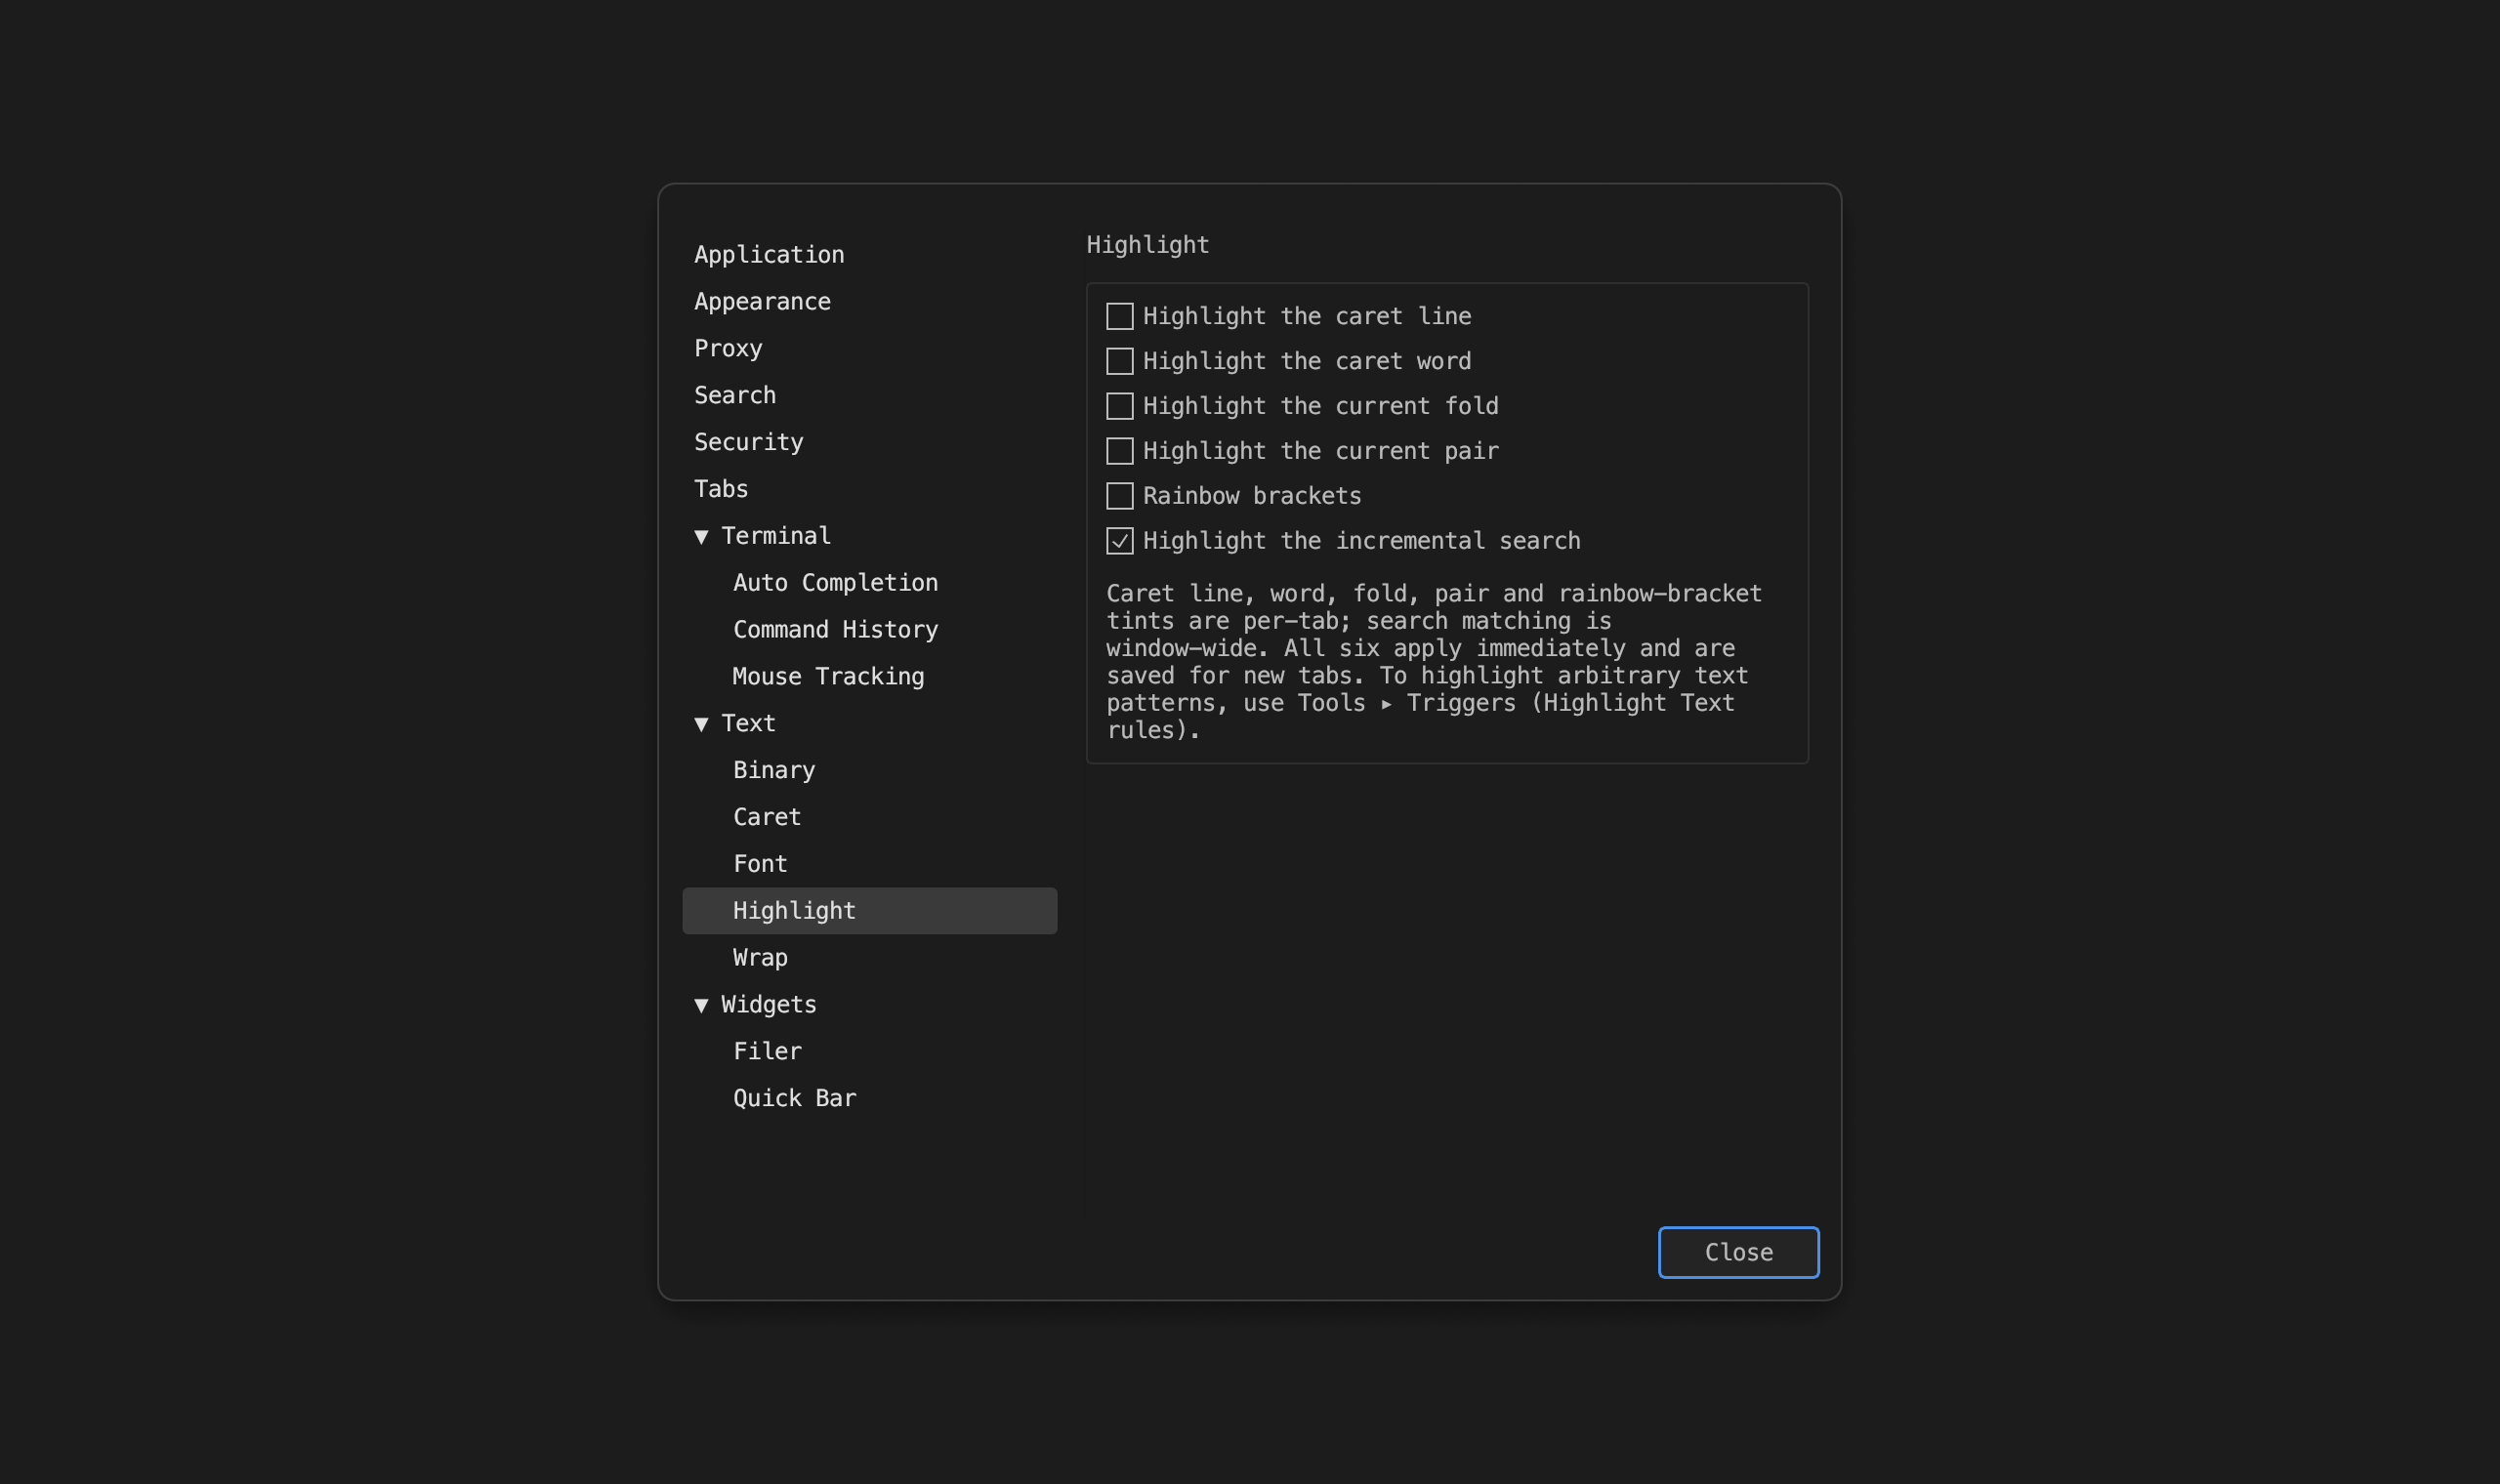 Application
Appearance
Proxy
Search
Security
Tabs
▼ Terminal
Auto Completion
Command History
Mouse Tracking
▼ Text
Binary
Caret
Font
Highlight
Wrap
▼ Widgets
Filer
Quick Bar
Highlight
Highlight the caret line
Highlight the caret word
Highlight the current fold
Highlight the current pair
Rainbow brackets
Highlight the incremental search
Caret line, word, fold, pair and rainbow-bracket
tints are per-tab; search matching is
window-wide. All six apply immediately and are
saved for new tabs. To highlight arbitrary text
patterns, use Tools ▸ Triggers (Highlight Text
rules).
Close